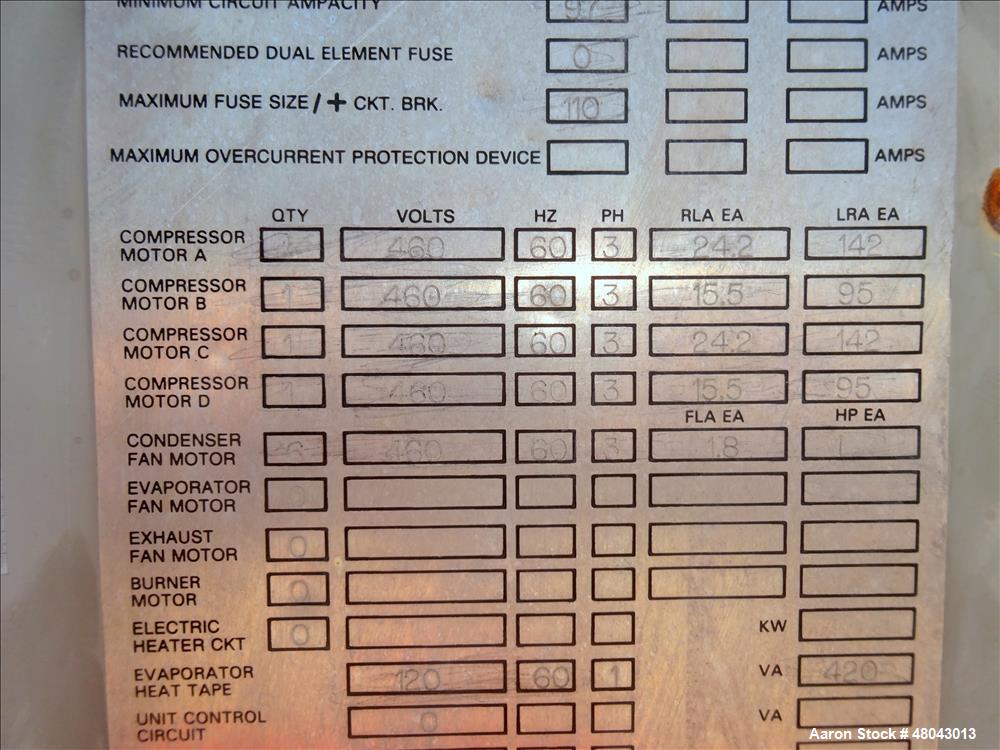 MINIMUM CIRCUIT AMPACITY 97 AMPS
RECOMMENDED DUAL ELEMENT FUSE 0 AMPS
MAXIMUM FUSE SIZE / + CKT. BRK. 110 AMPS
MAXIMUM OVERCURRENT PROTECTION DEVICE AMPS
QTY VOLTS HZ PH RLA EA LRA EA
COMPRESSOR
MOTOR A 1 460 60 3 24.2 142
COMPRESSOR
MOTOR B 1 460 60 3 15.5 95
COMPRESSOR
MOTOR C 1 460 60 3 24.2 142
COMPRESSOR
MOTOR D 1 460 60 3 15.5 95
FLA EA HP EA
CONDENSER
FAN MOTOR 6 460 60 3 1.8 1
EVAPORATOR
FAN MOTOR 0
EXHAUST
FAN MOTOR 0
BURNER
MOTOR 0
ELECTRIC
HEATER CKT 0 KW
EVAPORATOR
HEAT TAPE 120 60 1 VA 420
UNIT CONTROL
CIRCUIT 0 VA
Aaron Stock # 48043013